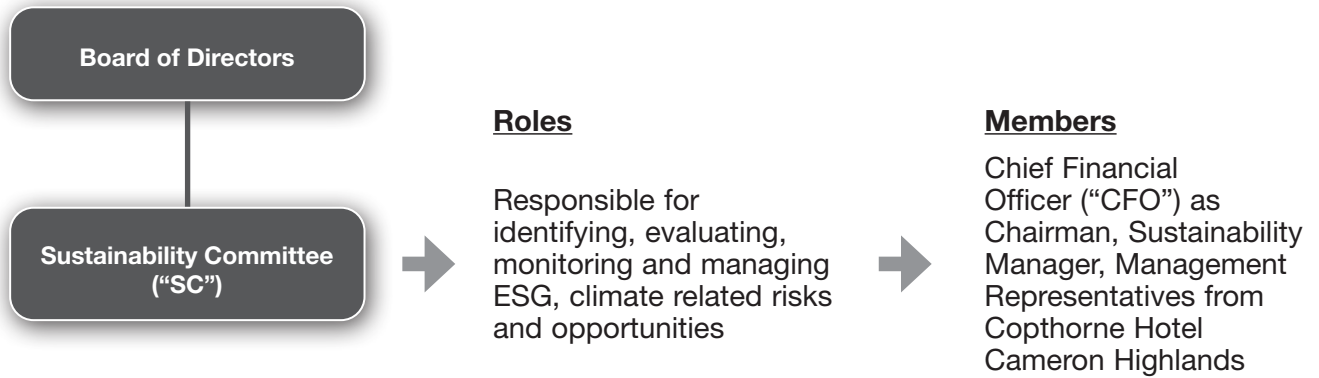 Board of Directors
Sustainability Committee
(“SC”)
Roles
Responsible for
identifying, evaluating,
monitoring and managing
ESG, climate related risks
and opportunities
Members
Chief Financial
Officer (“CFO”) as
Chairman, Sustainability
Manager, Management
Representatives from
Copthorne Hotel
Cameron Highlands